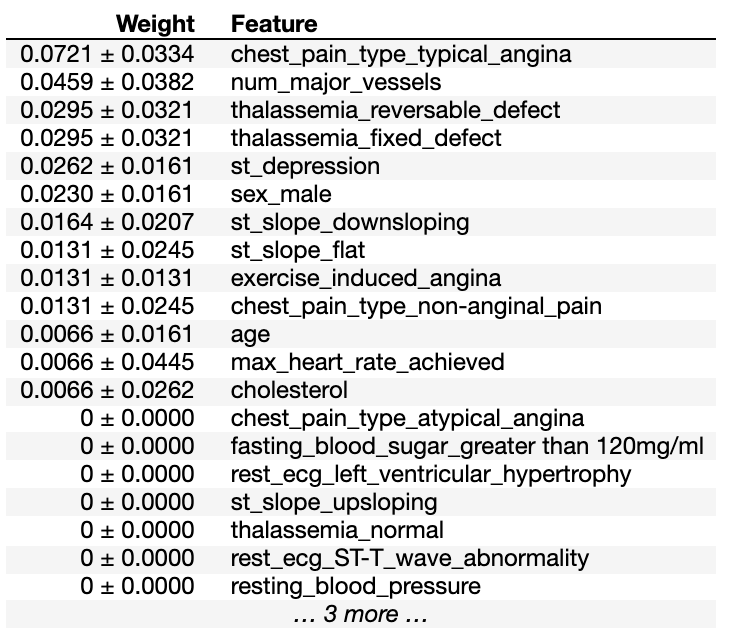 Weight Feature
0.0721 ± 0.0334 chest_pain_type_typical_angina
0.0459 ± 0.0382 num_major_vessels
0.0295 ± 0.0321 thalassemia_reversable_defect
0.0295 ± 0.0321 thalassemia_fixed_defect
0.0262 ± 0.0161 st_depression
0.0230 ± 0.0161 sex_male
0.0164 ± 0.0207 st_slope_downsloping
0.0131 ± 0.0245 st_slope_flat
0.0131 ± 0.0131 exercise_induced_angina
0.0131 ± 0.0245 chest_pain_type_non-anginal_pain
0.0066 ± 0.0161 age
0.0066 ± 0.0445 max_heart_rate_achieved
0.0066 ± 0.0262 cholesterol
0 ± 0.0000 chest_pain_type_atypical_angina
0 ± 0.0000 fasting_blood_sugar_greater than 120mg/ml
0 ± 0.0000 rest_ecg_left_ventricular_hypertrophy
0 ± 0.0000 st_slope_upsloping
0 ± 0.0000 thalassemia_normal
0 ± 0.0000 rest_ecg_ST-T_wave_abnormality
0 ± 0.0000 resting_blood_pressure
… 3 more …